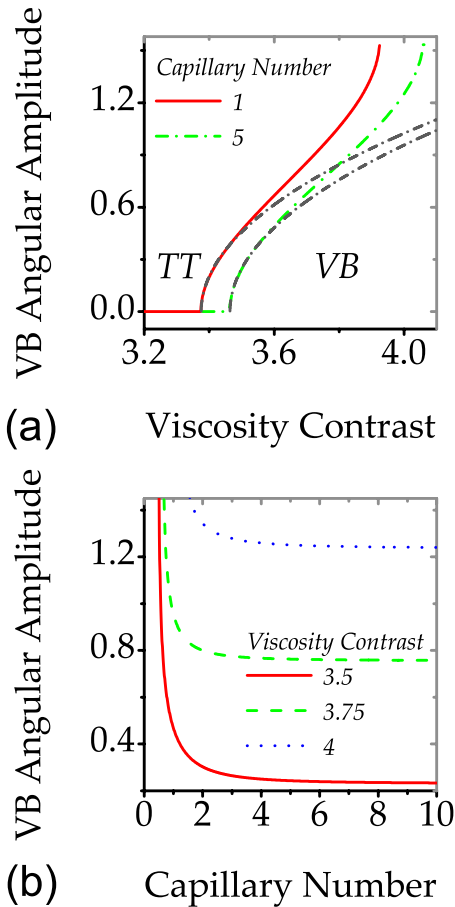 VB Angular Amplitude
1.2
0.6
0.0
Capillary Number
1
5
TT
VB
3.2
3.6
4.0
(a)
Viscosity Contrast
VB Angular Amplitude
1.2
0.8
0.4
Viscosity Contrast
3.5
3.75
4
0
2
4
6
8
10
(b)
Capillary Number